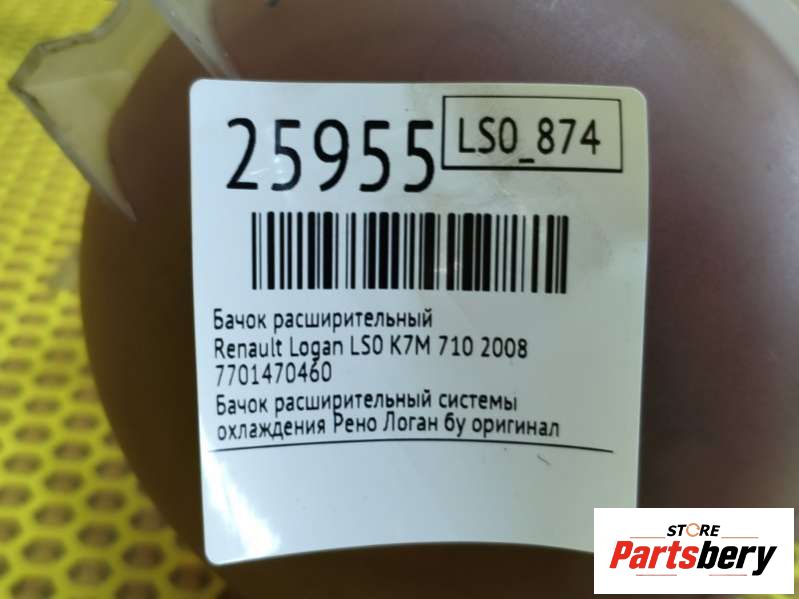 25955
LS0_874
Бачок расширительный
Renault Logan LS0 K7M 710 2008
7701470460
Бачок расширительный системы
охлаждения Рено Логан бу оригинал
STORE
Partsbery